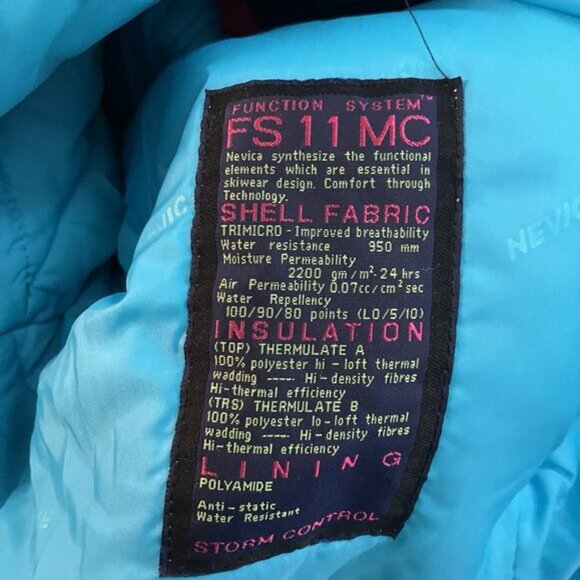 FUNCTION SYSTEM™
FS 11 MC
Nevica synthesize the functional
elements which are essential in
skiwear design. Comfort through
Technology.
SHELL FABRIC
TRIMICRO - Improved breathability
Water resistance 950 mm
Moisture Permeability
2200 gm/m²·24 hrs
Air Permeability 0.07cc/cm² sec
Water Repellency
100/90/80 points (L0/5/10)
INSULATION
(TOP) THERMULATE A
100% polyester hi - loft thermal
wadding ---- Hi - density fibres
Hi-thermal efficiency
(TRS) THERMULATE B
100% polyester lo-loft thermal
wadding ---- Hi-density fibres
Hi-thermal efficiency
LINING
POLYAMIDE
Anti-static
Water Resistant
STORM CONTROL
NEVIC
NEVIC